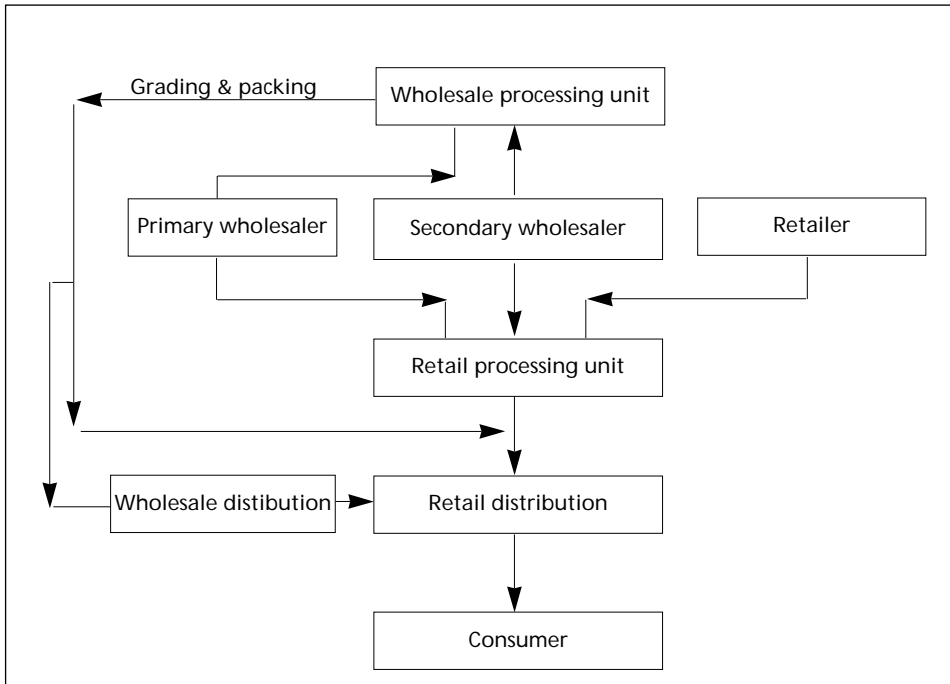 Grading & packing
Wholesale processing unit
Primary wholesaler
Secondary wholesaler
Retailer
Retail processing unit
Wholesale distibution
Retail distribution
Consumer